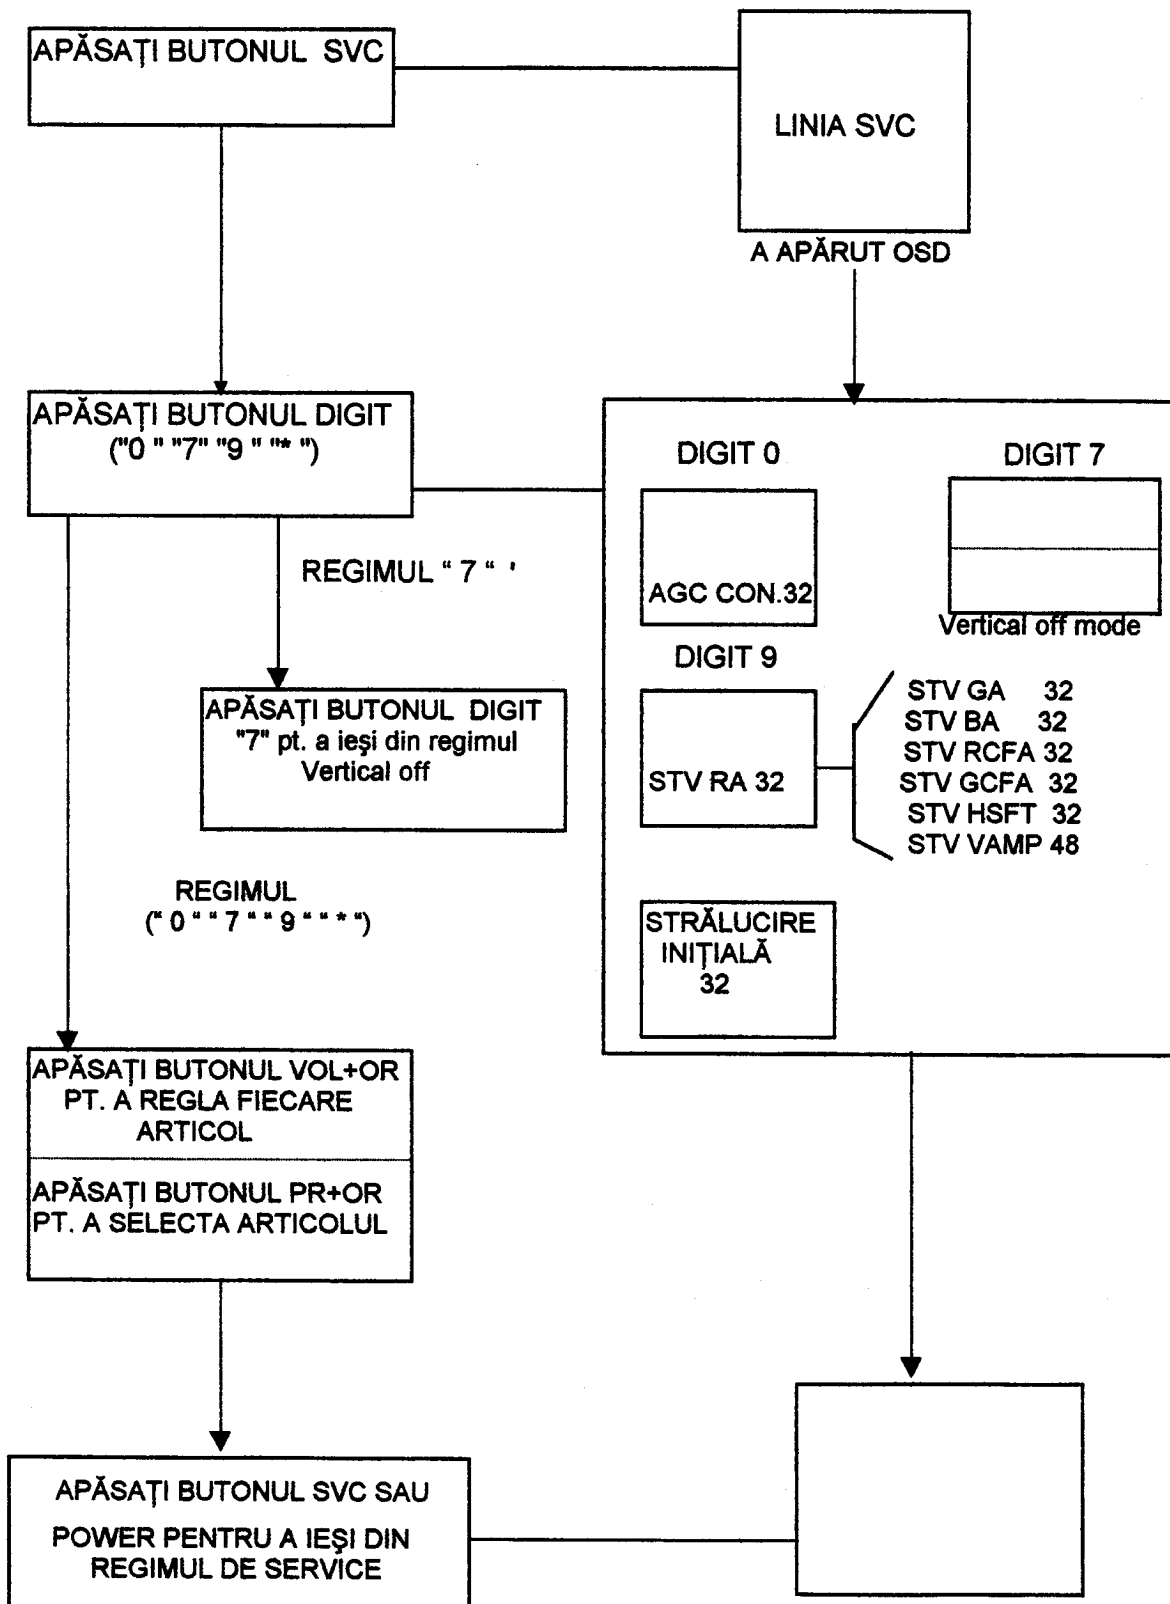 APĂSAȚI BUTONUL SVC
LINIA SVC
A APĂRUT OSD
APĂSAȚI BUTONUL DIGIT
("0 " "7" "9 " "* ")
REGIMUL “ 7 “ '
APĂSAȚI BUTONUL DIGIT
"7" pt. a ieși din regimul
Vertical off
REGIMUL
(“ 0 “ “ 7 “ “ 9 “ “ * “)
DIGIT 0
DIGIT 7
AGC CON.32
Vertical off mode
DIGIT 9
STV RA 32
STV GA 32
STV BA 32
STV RCFA 32
STV GCFA 32
STV HSFT 32
STV VAMP 48
STRĂLUCIRE
INIȚIALĂ
32
APĂSAȚI BUTONUL VOL+OR
PT. A REGLA FIECARE
ARTICOL
APĂSAȚI BUTONUL PR+OR
PT. A SELECTA ARTICOLUL
APĂSAȚI BUTONUL SVC SAU
POWER PENTRU A IEȘI DIN
REGIMUL DE SERVICE